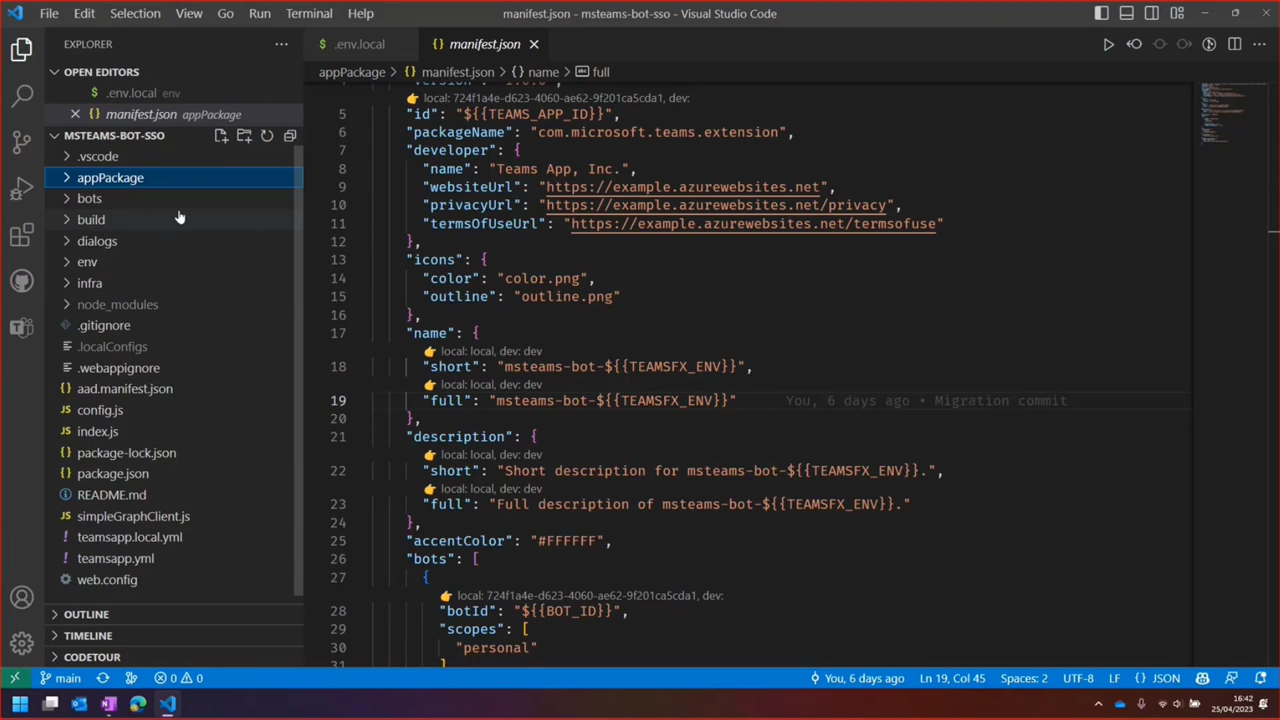 File Edit Selection View Go Run Terminal Help manifest.json - msteams-bot-sso - Visual Studio Code
EXPLORER ···
$ .env.local {} manifest.json
OPEN EDITORS
$ .env.local env
{} manifest.json appPackage
MSTEAMS-BOT-SSO
.vscode
appPackage
bots
build
dialogs
env
infra
node_modules
.gitignore
.localConfigs
.webappignore
{} aad.manifest.json
JS config.js
JS index.js
{} package-lock.json
{} package.json
README.md
JS simpleGraphClient.js
teamsapp.local.yml
teamsapp.yml
web.config
OUTLINE
TIMELINE
CODETOUR
appPackage > {} manifest.json > {} name > abc full
local: 724f1a4e-d623-4060-ae62-9f201ca5cda1, dev:
5 "id": "${{TEAMS_APP_ID}}",
6 "packageName": "com.microsoft.teams.extension",
7 "developer": {
8 "name": "Teams App, Inc.",
9 "websiteUrl": "https://example.azurewebsites.net",
10 "privacyUrl": "https://example.azurewebsites.net/privacy",
11 "termsOfUseUrl": "https://example.azurewebsites.net/termsofuse"
12 },
13 "icons": {
14 "color": "color.png",
15 "outline": "outline.png"
16 },
17 "name": {
local: local, dev: dev
18 "short": "msteams-bot-${{TEAMSFX_ENV}}",
local: local, dev: dev
19 "full": "msteams-bot-${{TEAMSFX_ENV}}" You, 6 days ago • Migration commit
20 },
21 "description": {
local: local, dev: dev
22 "short": "Short description for msteams-bot-${{TEAMSFX_ENV}}.",
local: local, dev: dev
23 "full": "Full description of msteams-bot-${{TEAMSFX_ENV}}."
24 },
25 "accentColor": "#FFFFFF",
26 "bots": [
27 {
local: 724f1a4e-d623-4060-ae62-9f201ca5cda1, dev:
28 "botId": "${{BOT_ID}}",
29 "scopes": [
30 "personal"
31 ]
main 0 0 You, 6 days ago Ln 19, Col 45 Spaces: 2 UTF-8 LF {} JSON
16:42
25/04/2023